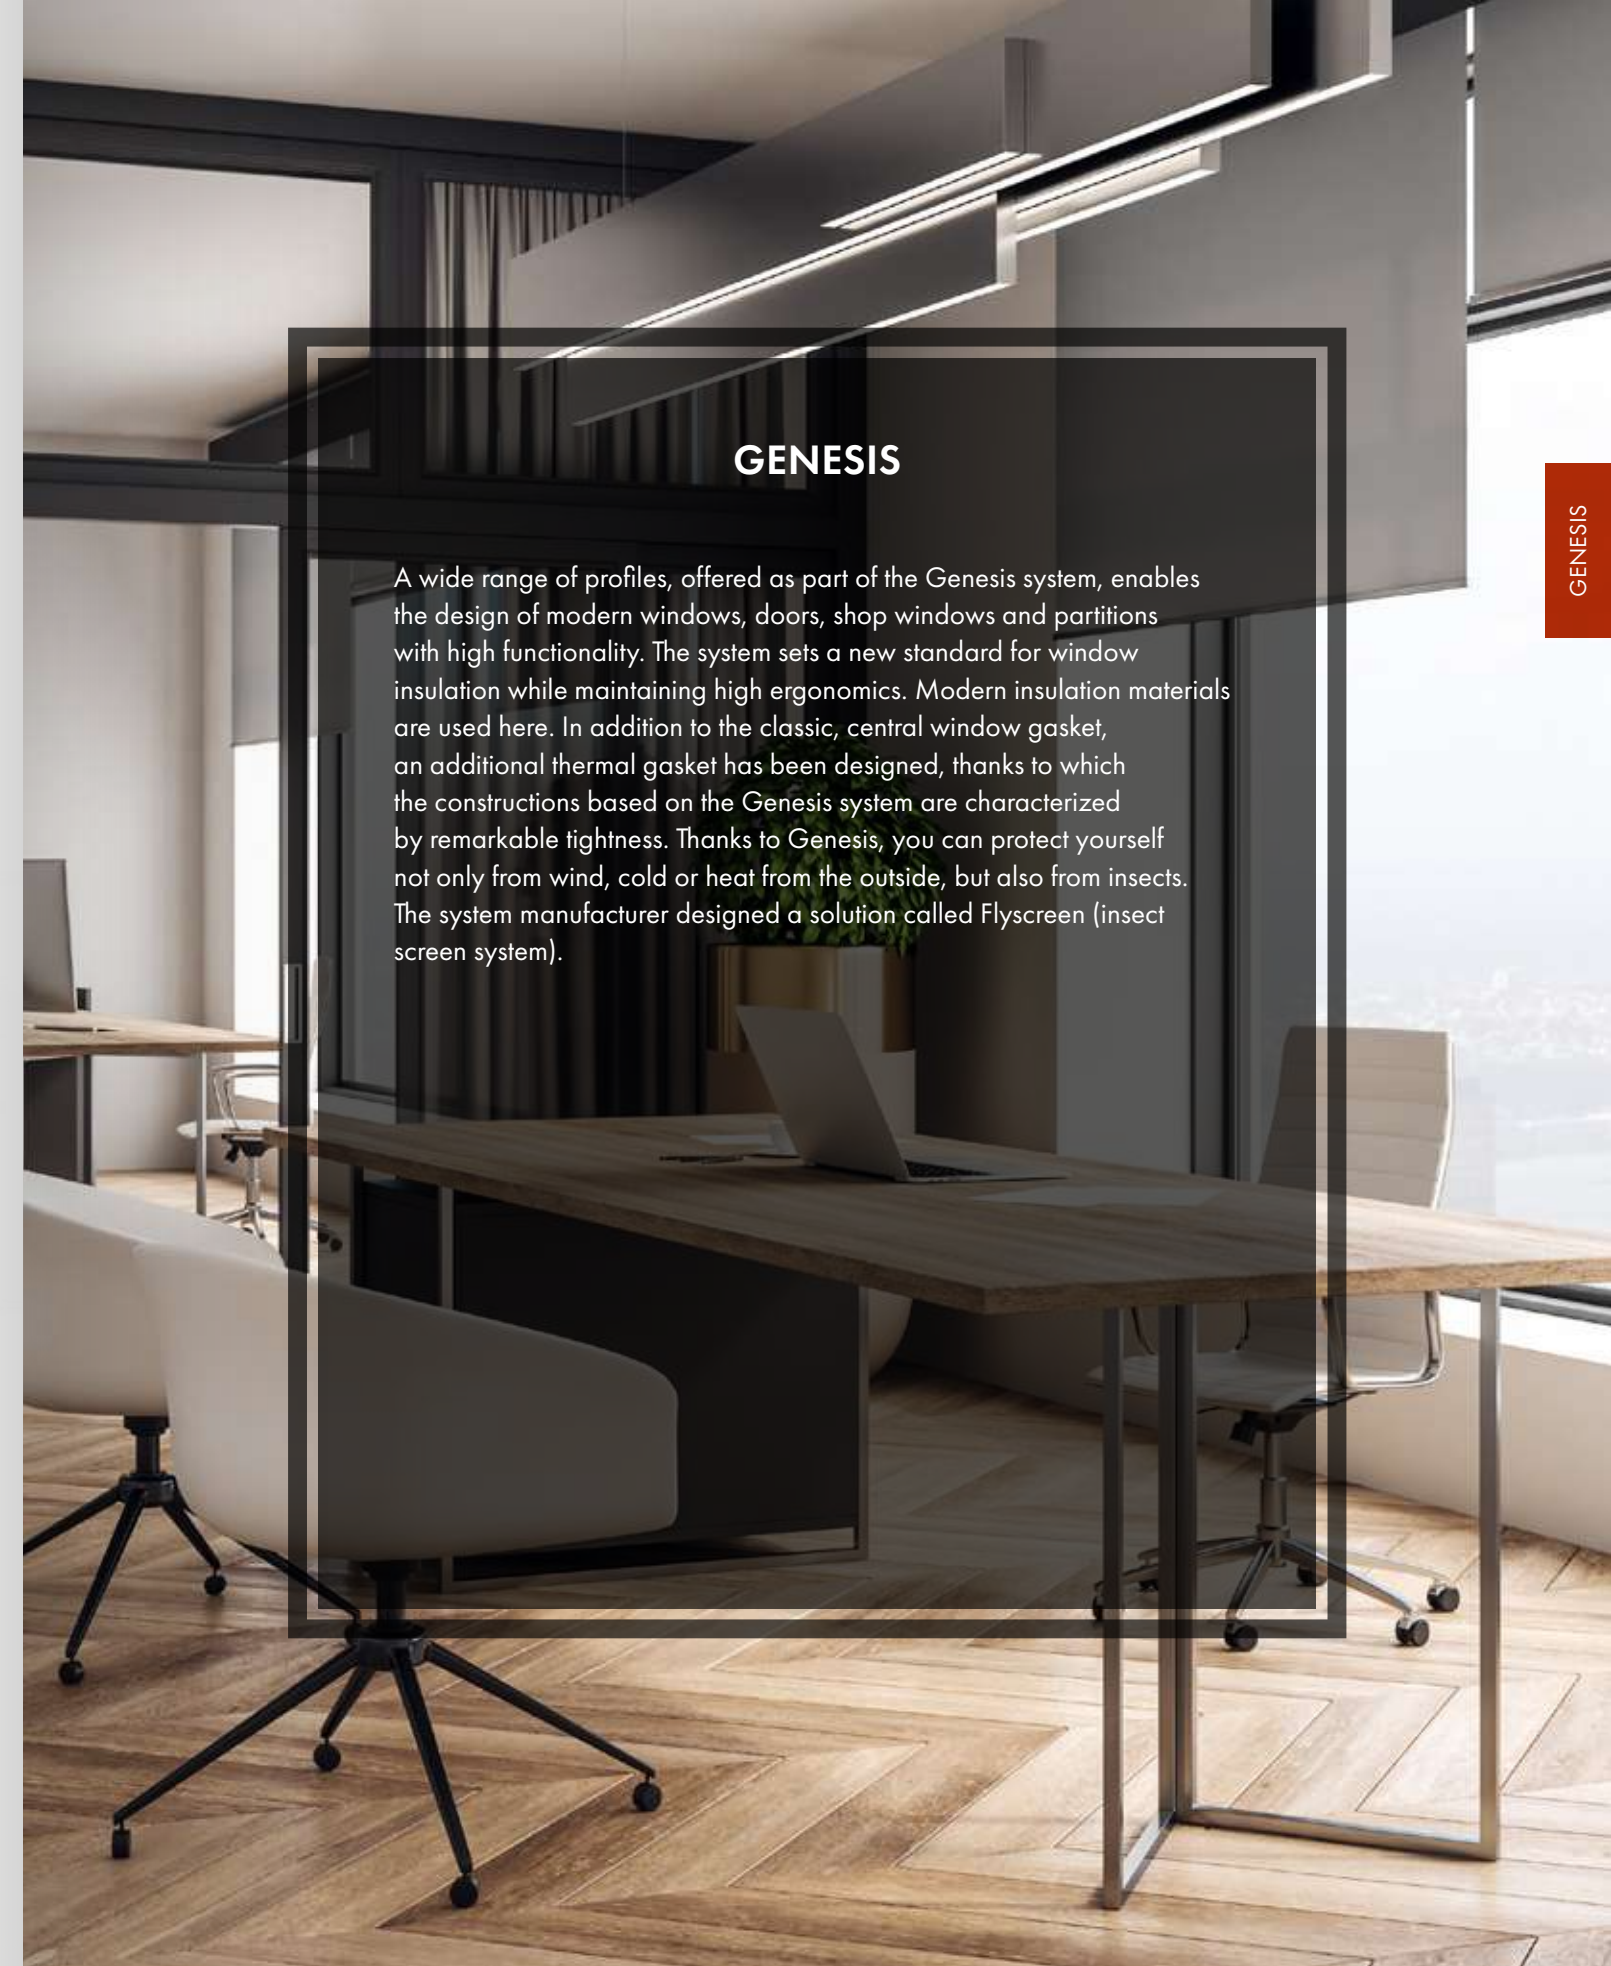 GENESIS
A wide range of profiles, offered as part of the Genesis system, enables
the design of modern windows, doors, shop windows and partitions
with high functionality. The system sets a new standard for window
insulation while maintaining high ergonomics. Modern insulation materials
are used here. In addition to the classic, central window gasket,
an additional thermal gasket has been designed, thanks to which
the constructions based on the Genesis system are characterized
by remarkable tightness. Thanks to Genesis, you can protect yourself
not only from wind, cold or heat from the outside, but also from insects.
The system manufacturer designed a solution called Flyscreen (insect
screen system).
GENESIS